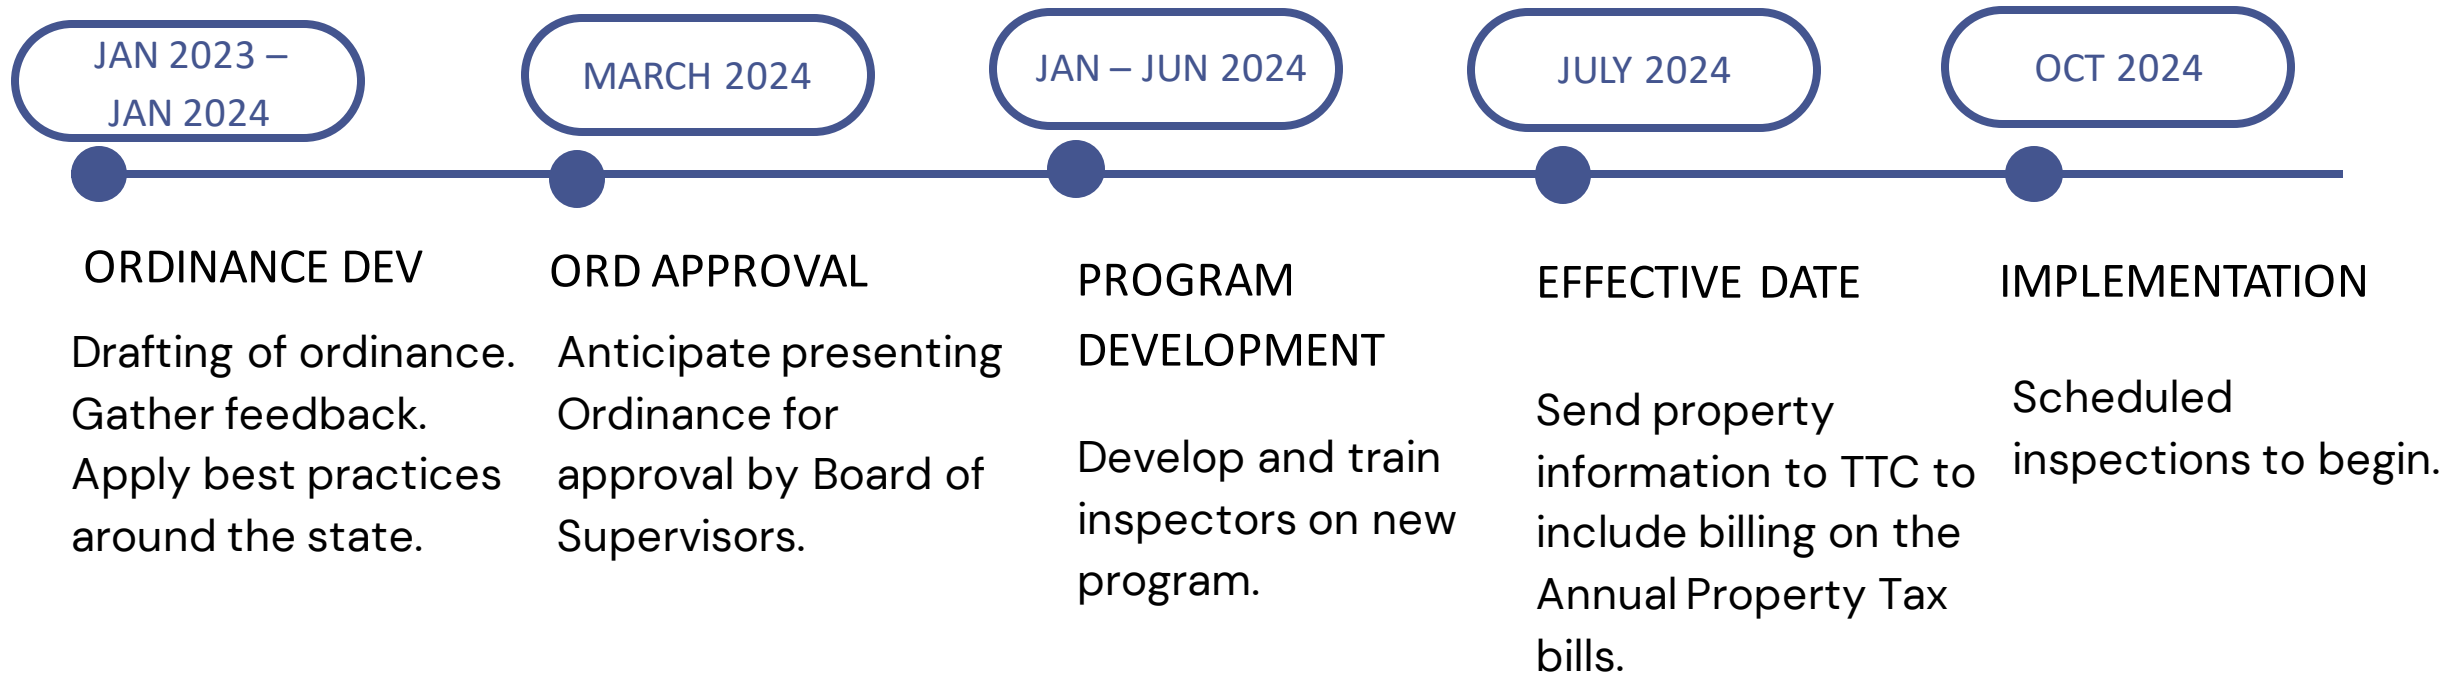 JAN 2023 –
JAN 2024
MARCH 2024
JAN – JUN 2024
JULY 2024
OCT 2024
ORDINANCE DEV
Drafting of ordinance.
Gather feedback.
Apply best practices
around the state.
ORD APPROVAL
Anticipate presenting
Ordinance for
approval by Board of
Supervisors.
PROGRAM
DEVELOPMENT
Develop and train
inspectors on new
program.
EFFECTIVE DATE
Send property
information to TTC to
include billing on the
Annual Property Tax
bills.
IMPLEMENTATION
Scheduled
inspections to begin.